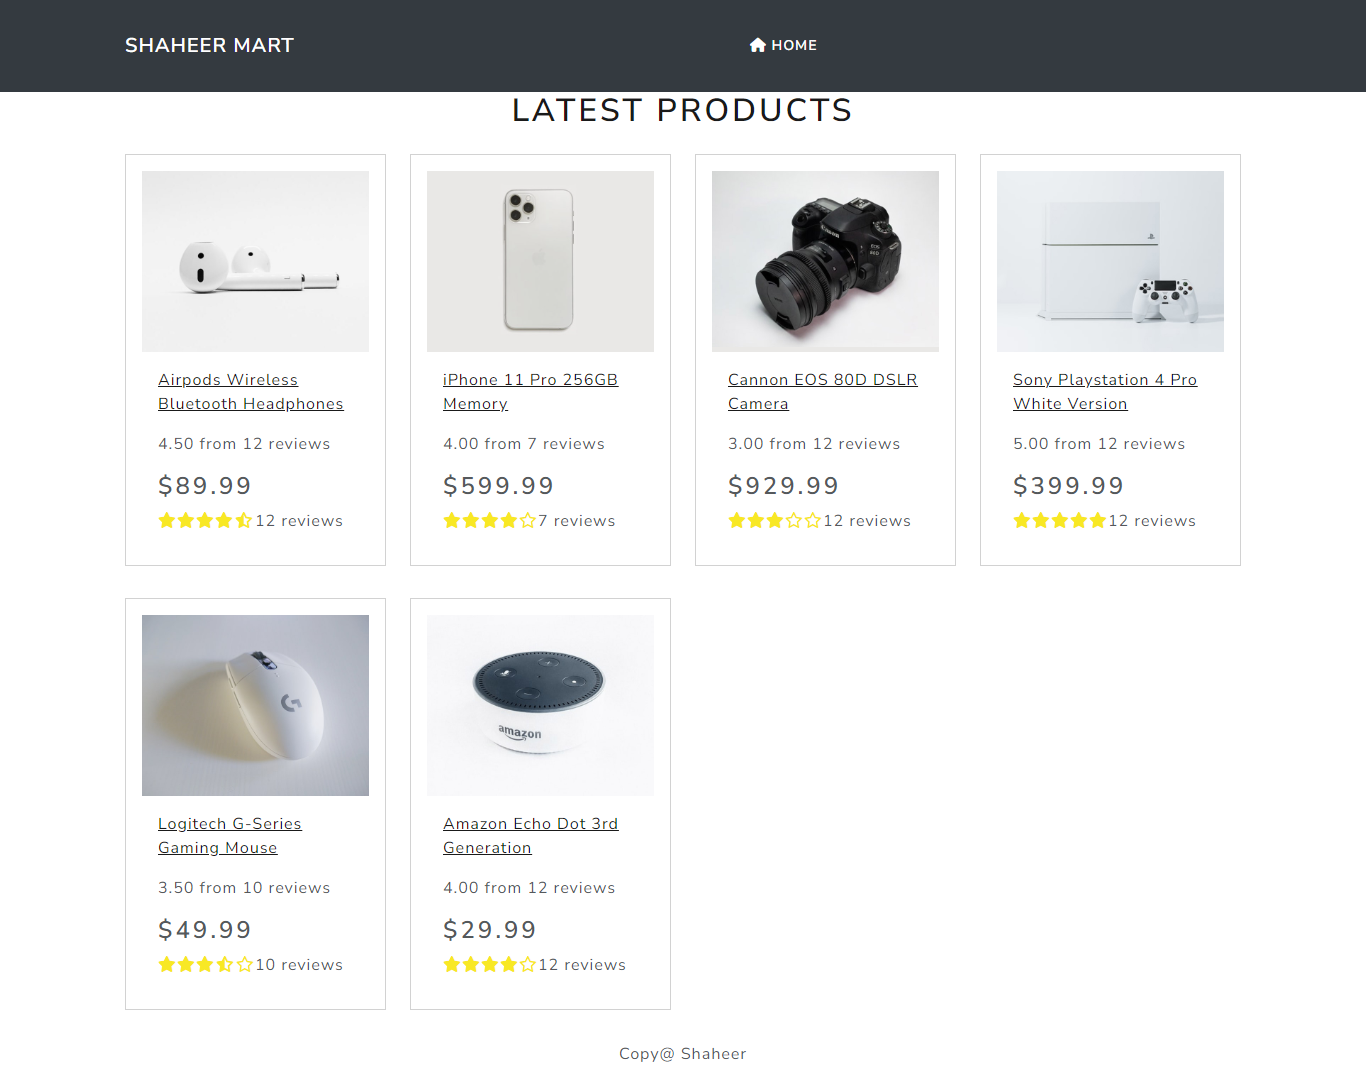 SHAHEER MART
HOME
LATEST PRODUCTS
Canon
EOS
80D
Airpods Wireless
Bluetooth Headphones
4.50 from 12 reviews
$89.99
12 reviews
iPhone 11 Pro 256GB
Memory
4.00 from 7 reviews
$599.99
7 reviews
Cannon EOS 80D DSLR
Camera
3.00 from 12 reviews
$929.99
12 reviews
Sony Playstation 4 Pro
White Version
5.00 from 12 reviews
$399.99
12 reviews
G
amazon
Logitech G-Series
Gaming Mouse
3.50 from 10 reviews
$49.99
10 reviews
Amazon Echo Dot 3rd
Generation
4.00 from 12 reviews
$29.99
12 reviews
Copy@ Shaheer